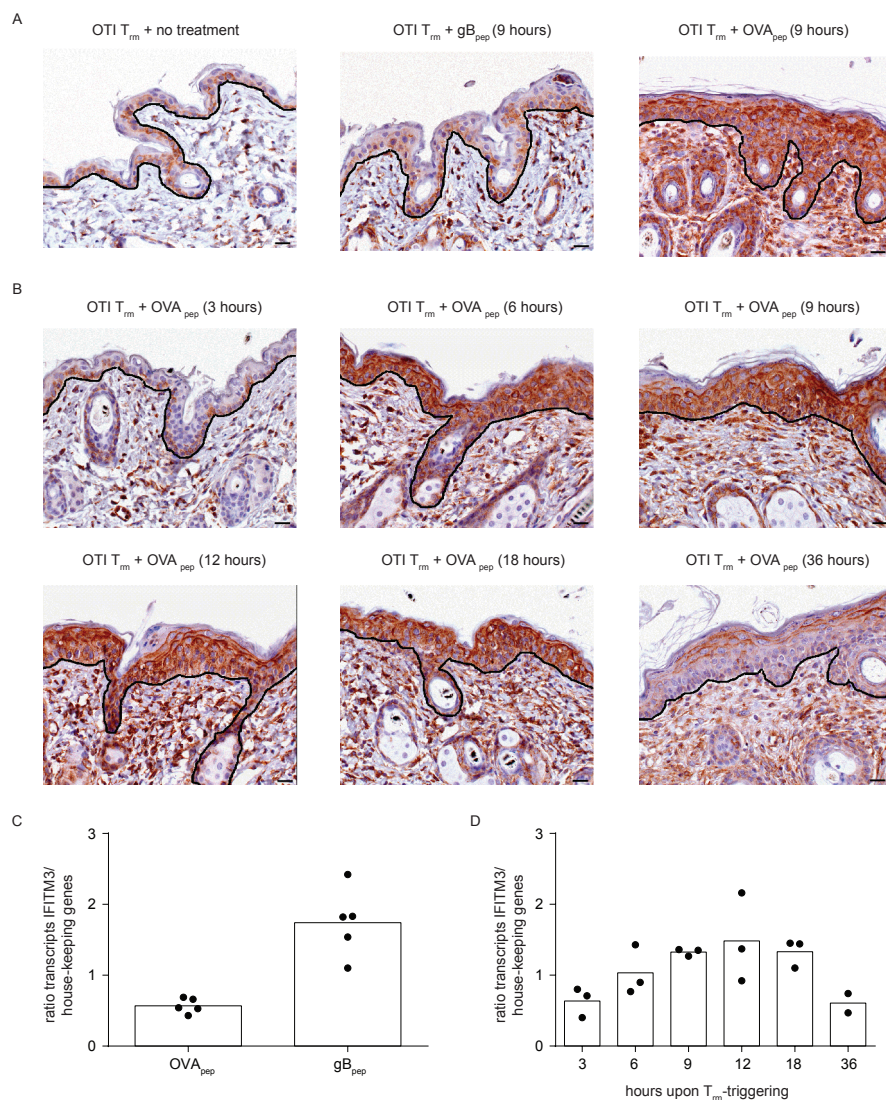 A
OTI Trm + no treatment
OTI Trm + gBpep (9 hours)
OTI Trm + OVApep (9 hours)
B
OTI Trm + OVA pep (3 hours)
OTI Trm + OVA pep (6 hours)
OTI Trm + OVA pep (9 hours)
OTI Trm + OVA pep (12 hours)
OTI Trm + OVA pep (18 hours)
OTI Trm + OVA pep (36 hours)
C
ratio transcripts IFITM3/
house-keeping genes
3
2
1
0
OVApep
gBpep
D
ratio transcripts IFITM3/
house-keeping genes
3
2
1
0
3 6 9 12 18 36
hours upon Trm-triggering